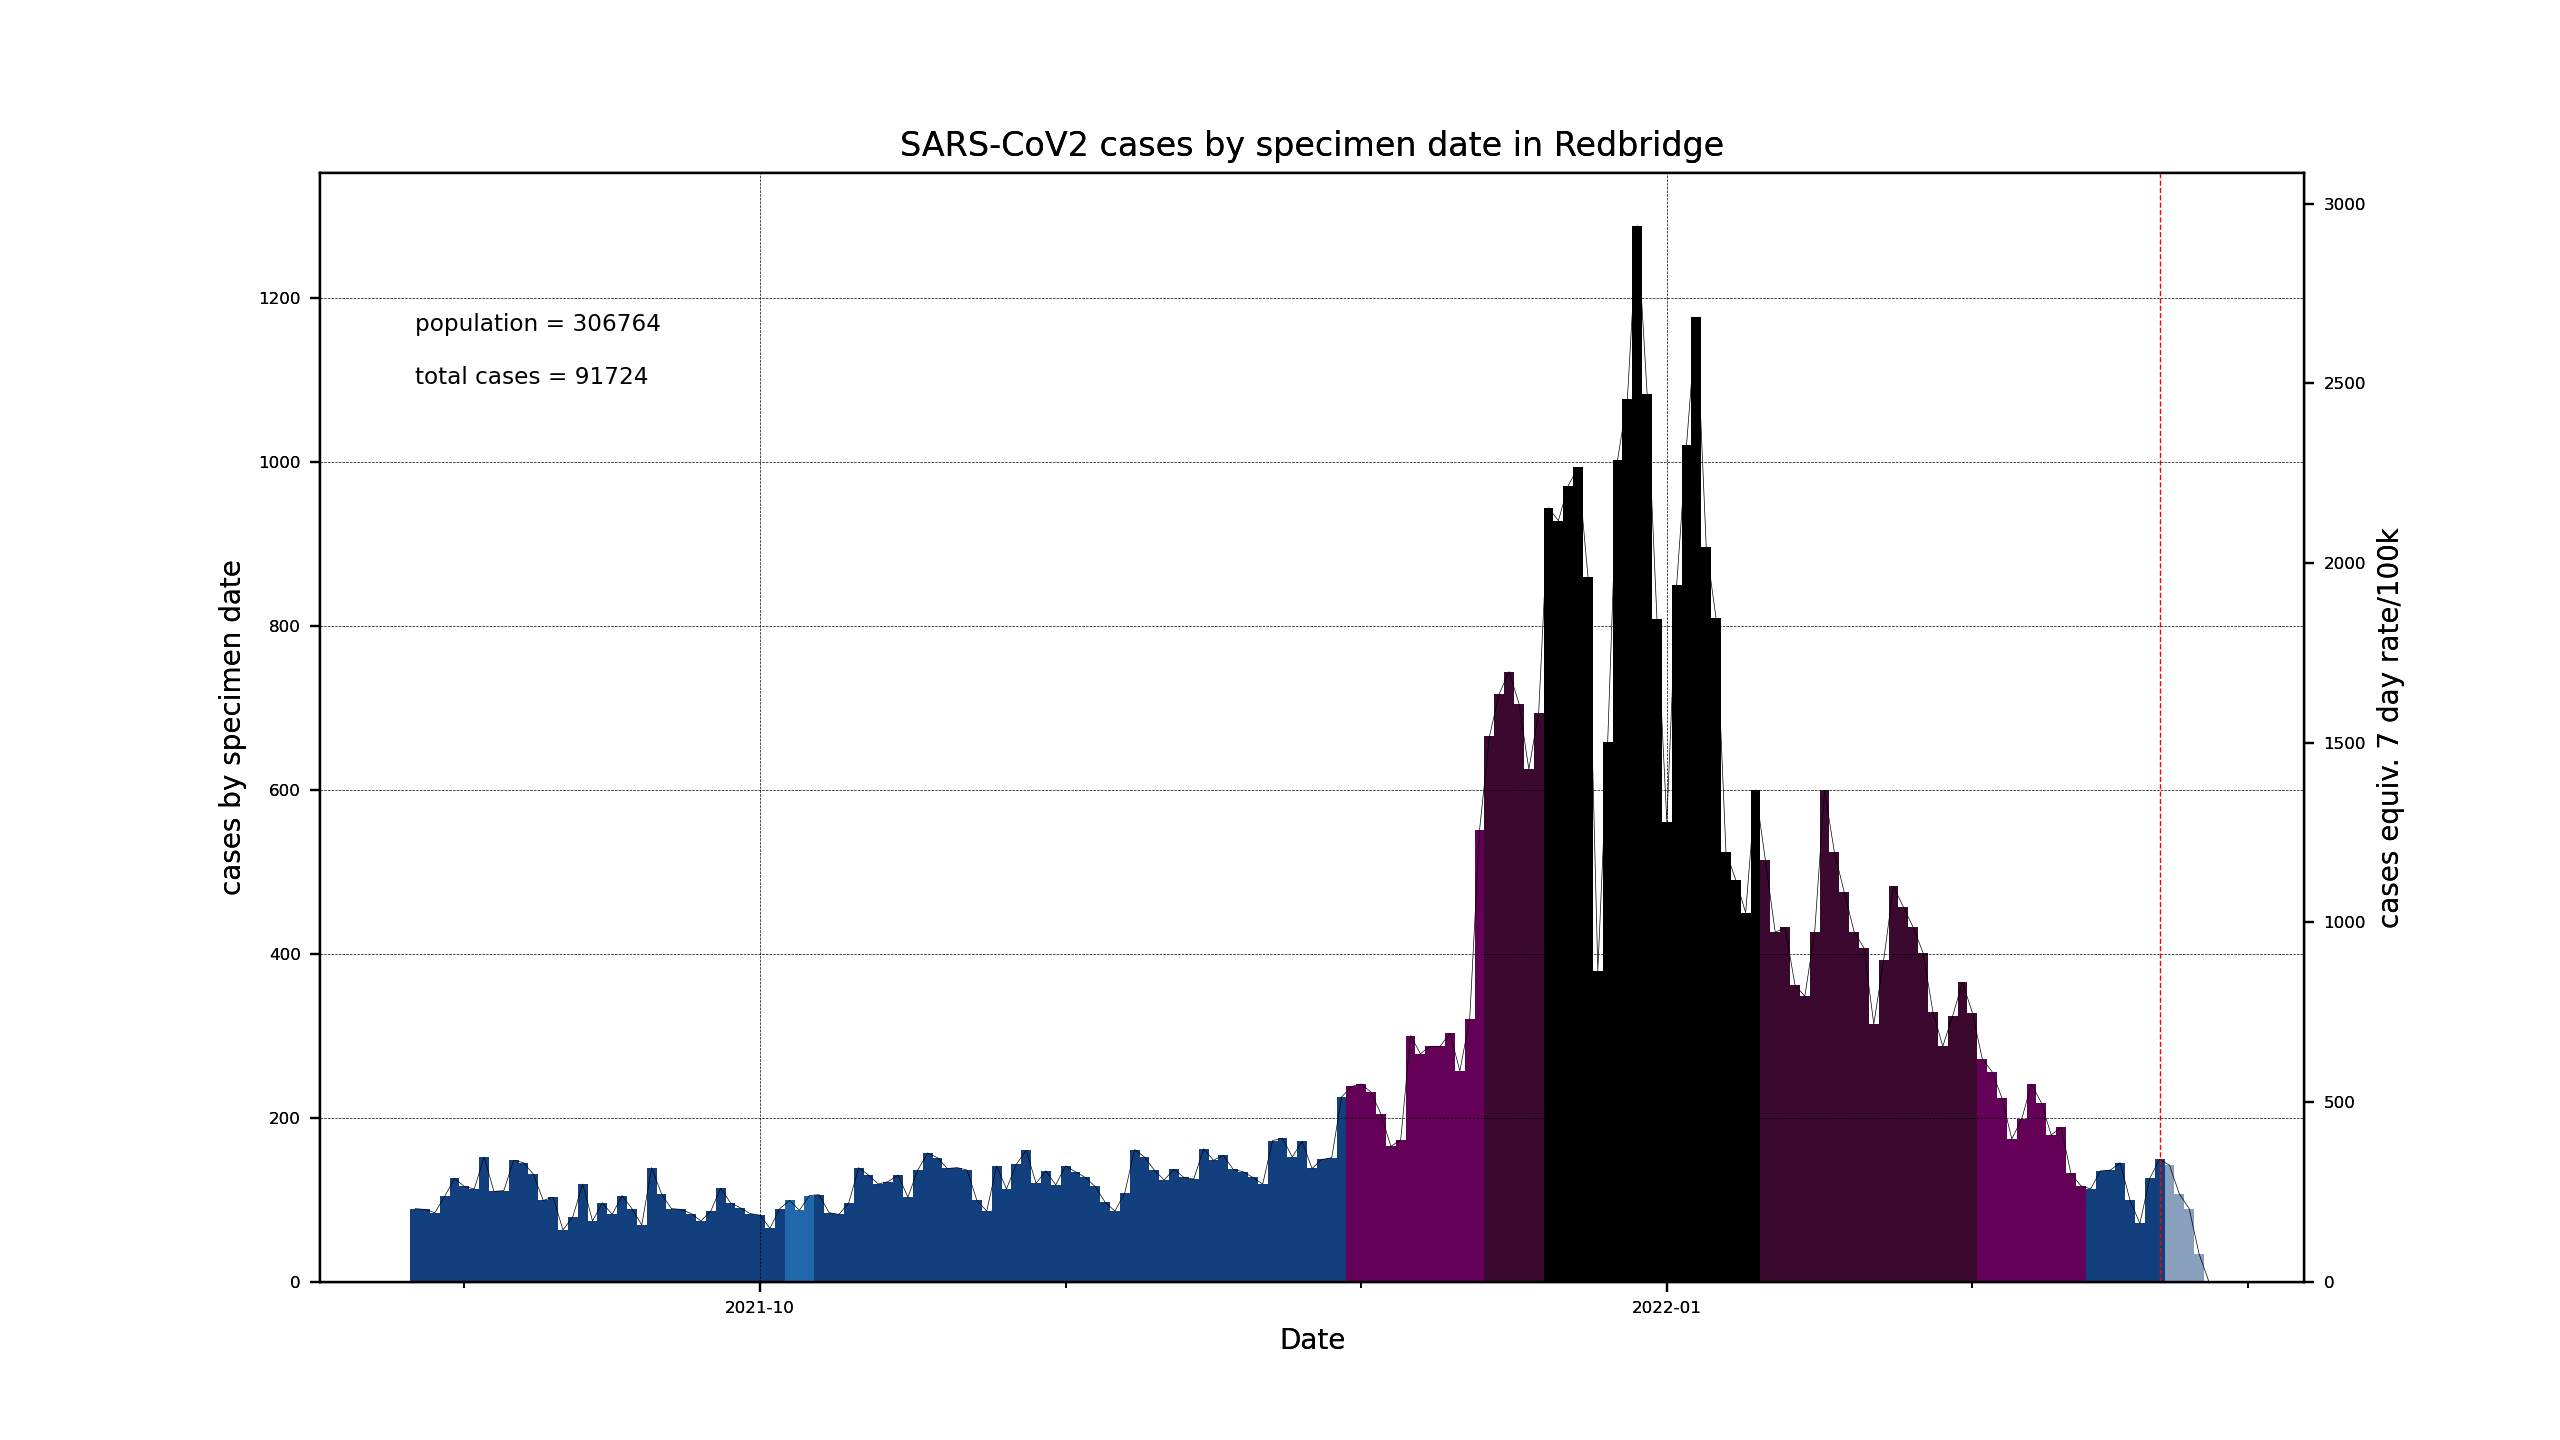 SARS-CoV2 cases by specimen date in Redbridge
population = 306764
total cases = 91724
cases by specimen date
1200
1000
800
600
400
200
0
3000
2500
2000
1500
1000
500
0
cases equiv. 7 day rate/100k
2021-10
2022-01
Date